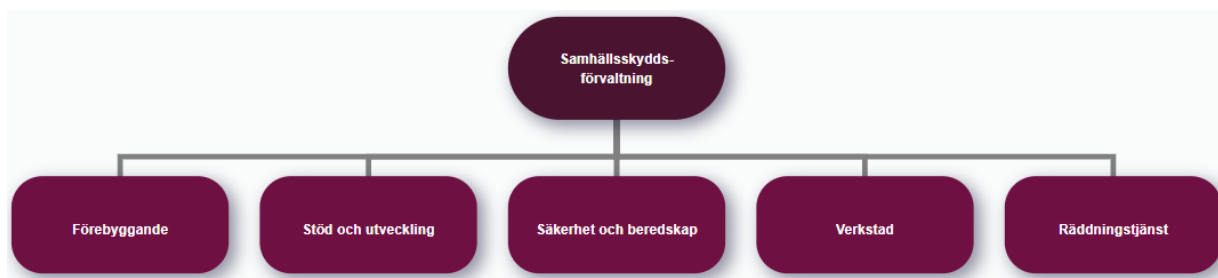 Samhällsskydds-
förvaltning
Förebyggande
Stöd och utveckling
Säkerhet och beredskap
Verkstad
Räddningstjänst